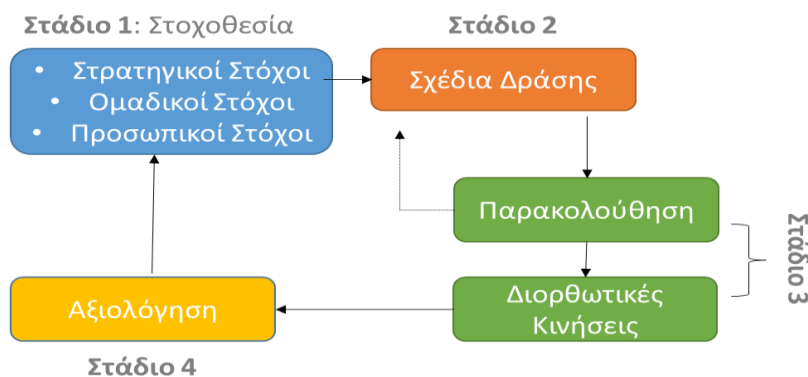 Στάδιο 1: Στοχοθεσία
Στάδιο 2
• Στρατηγικοί Στόχοι
• Ομαδικοί Στόχοι
• Προσωπικοί Στόχοι
Σχέδια Δράσης
Παρακολούθηση
Στάδιο 3
Διορθωτικές
Κινήσεις
Αξιολόγηση
Στάδιο 4